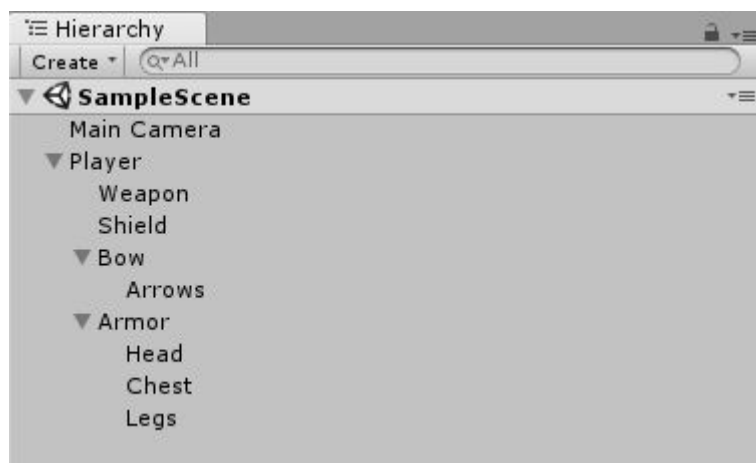 Hierarchy
Create All
SampleScene
Main Camera
Player
Weapon
Shield
Bow
Arrows
Armor
Head
Chest
Legs